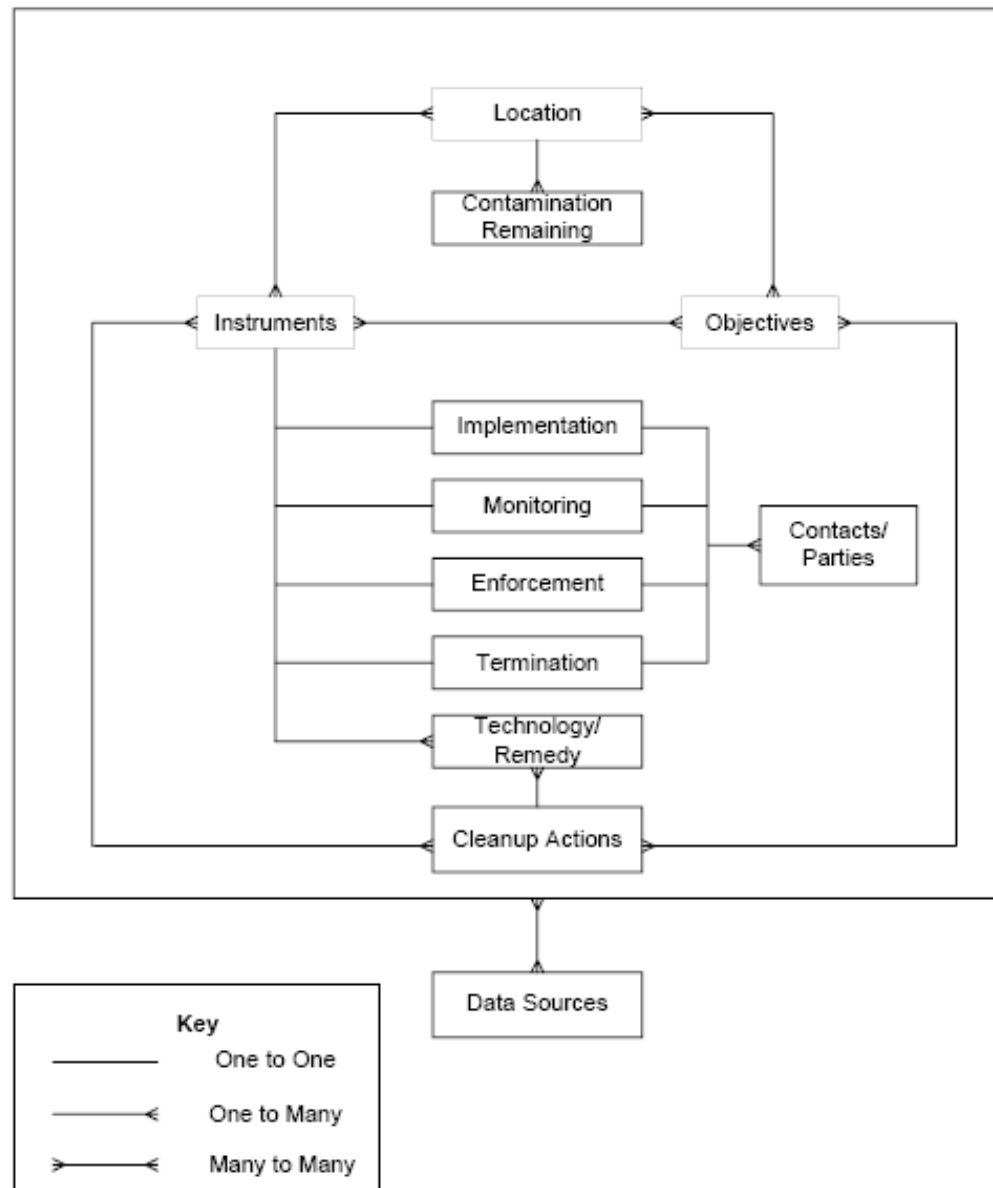 Location
Contamination
Remaining
Instruments
Objectives
Implementation
Monitoring
Contacts/
Parties
Enforcement
Termination
Technology/
Remedy
Cleanup Actions
Data Sources
Key
One to One
One to Many
Many to Many